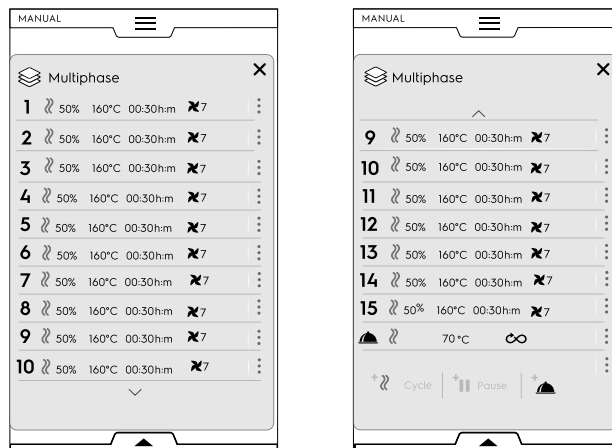 MANUAL
Multiphase
1 50% 160°C 00:30h:m 7
2 50% 160°C 00:30h:m 7
3 50% 160°C 00:30h:m 7
4 50% 160°C 00:30h:m 7
5 50% 160°C 00:30h:m 7
6 50% 160°C 00:30h:m 7
7 50% 160°C 00:30h:m 7
8 50% 160°C 00:30h:m 7
9 50% 160°C 00:30h:m 7
10 50% 160°C 00:30h:m 7
MANUAL
Multiphase
9 50% 160°C 00:30h:m 7
10 50% 160°C 00:30h:m 7
11 50% 160°C 00:30h:m 7
12 50% 160°C 00:30h:m 7
13 50% 160°C 00:30h:m 7
14 50% 160°C 00:30h:m 7
15 50% 160°C 00:30h:m 7
70°C
+ Cycle + Pause +